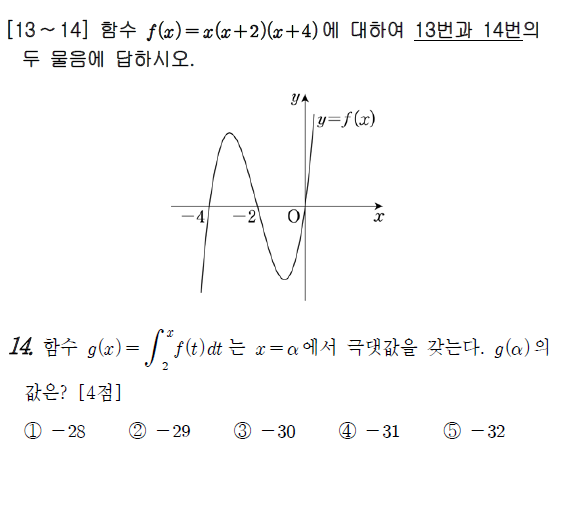 [13～14] 함수 f(x)=x(x+2)(x+4)에 대하여 13번과 14번의
두 물음에 답하시오.
y
y=f(x)
-4 -2 O x
14. 함수 g(x)=∫₂ˣ f(t)dt 는 x=α에서 극댓값을 갖는다. g(α)의
값은? [4점]
① -28 ② -29 ③ -30 ④ -31 ⑤ -32